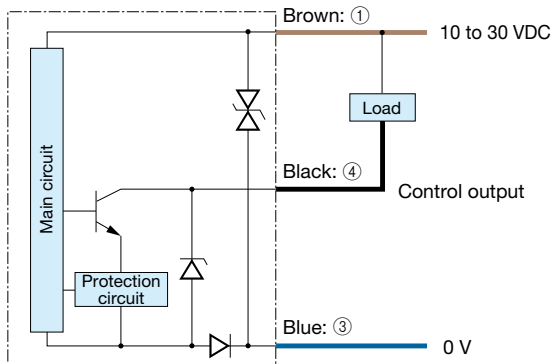 Brown: ①
10 to 30 VDC
Load
Main circuit
Black: ④
Control output
Protection
circuit
Blue: ③
0 V